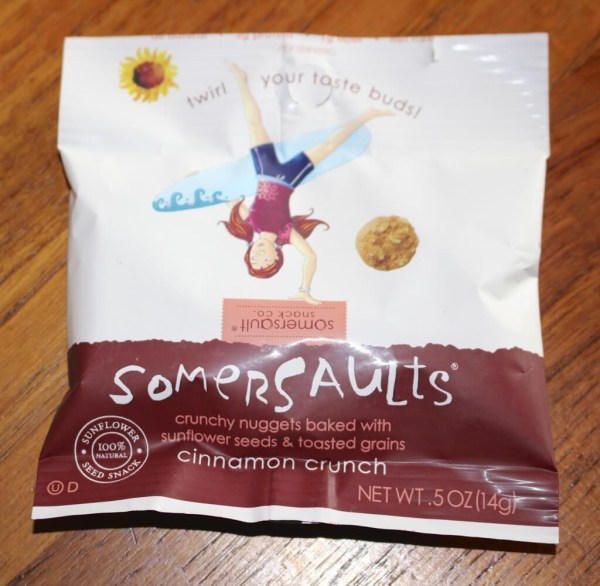 twirl your taste buds!
somersault®
snack co.
SOMERSAULTS®
crunchy nuggets baked with
sunflower seeds & toasted grains
cinnamon crunch
SUNFLOWER
100%
NATURAL
SEED SNACK
U D
NET WT .5 OZ (14g)